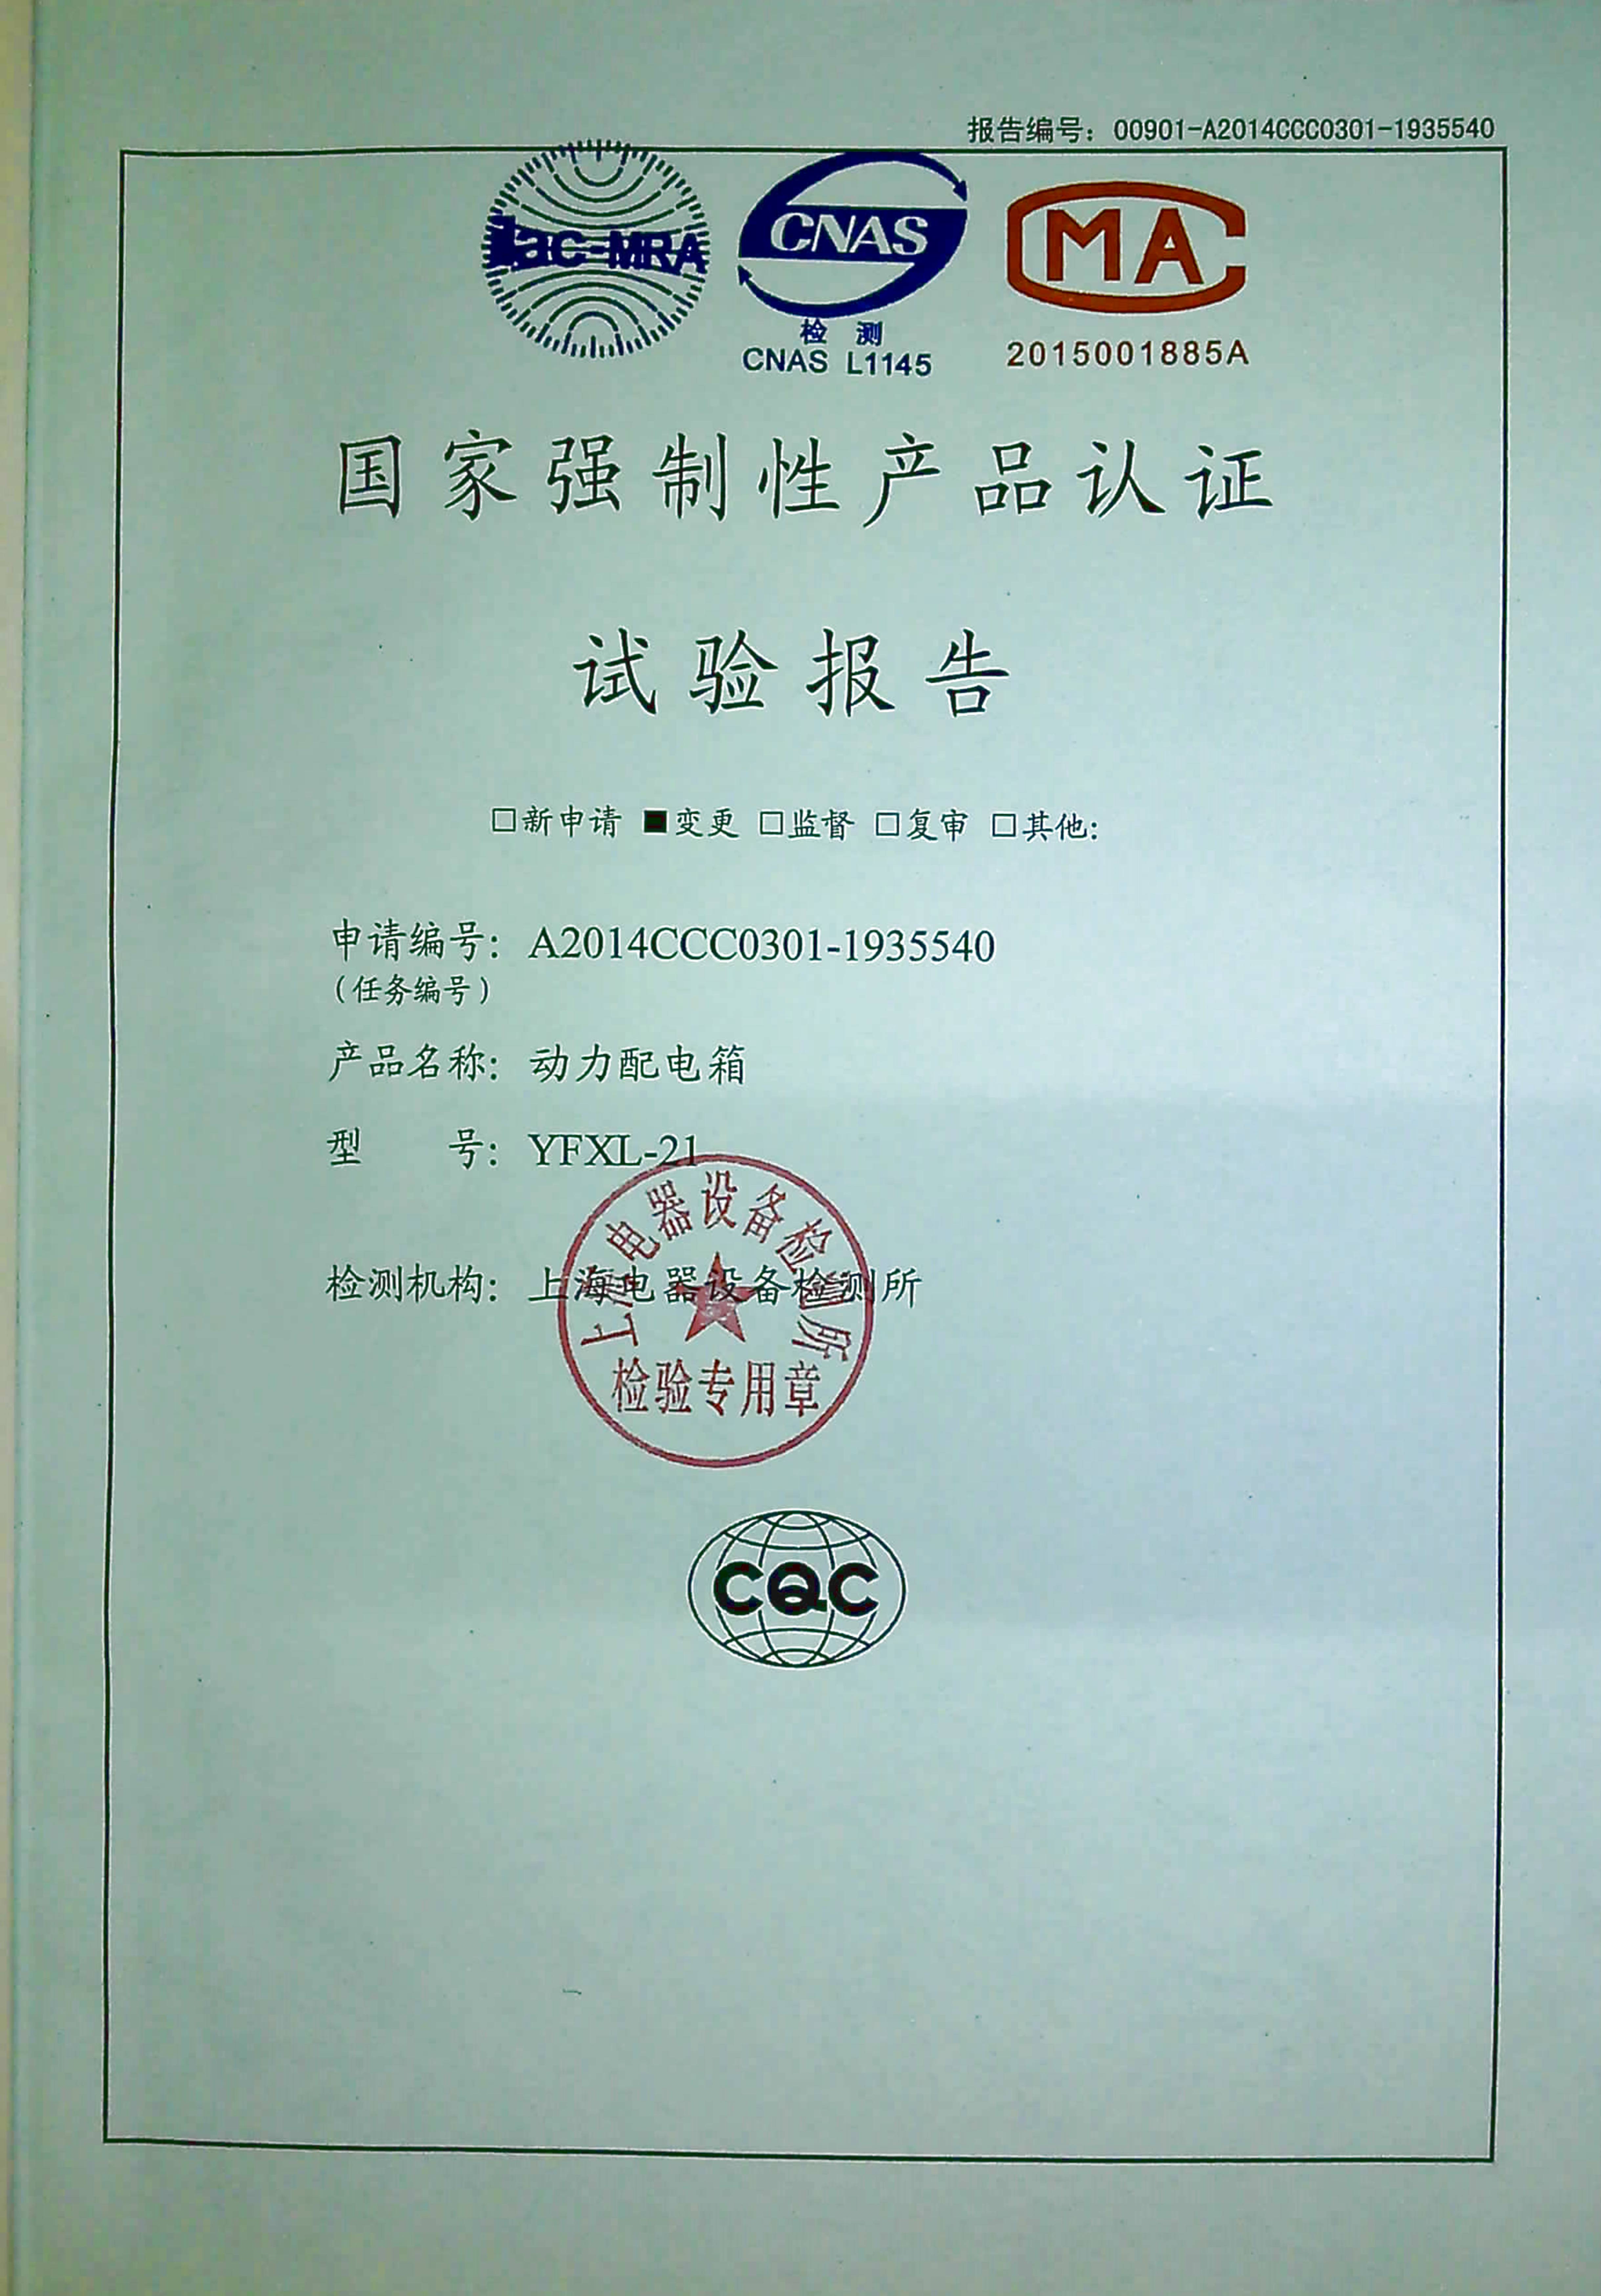 报告编号：00901-A2014CCC0301-1935540
ilac-MRA
CNAS
MA
检 测
CNAS L1145
2015001885A
国家强制性产品认证
试验报告
□新申请 ■变更 □监督 □复审 □其他：
申请编号：A2014CCC0301-1935540
（任务编号）
产品名称：动力配电箱
型 号：YFXL-21
检测机构：上海电器设备检测所
上海电器设备检测所
检验专用章
CQC